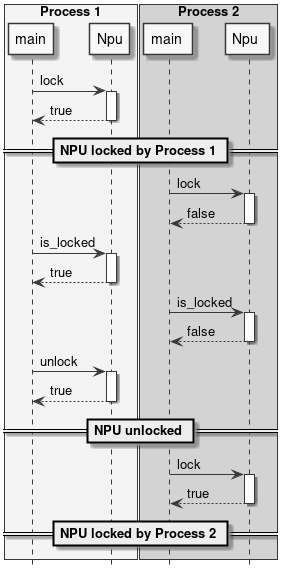 Process 1
Process 2
main
Npu
main
Npu
lock
true
NPU locked by Process 1
lock
false
is_locked
true
is_locked
false
unlock
true
NPU unlocked
lock
true
NPU locked by Process 2